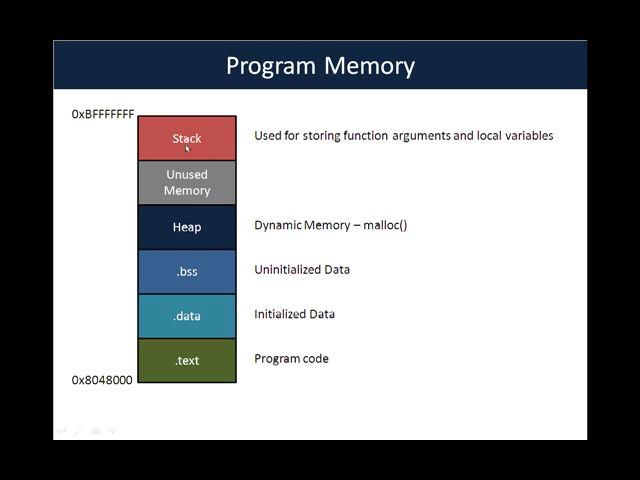 Program Memory
0xBFFFFFFF
Stack
Used for storing function arguments and local variables
Unused
Memory
Heap
Dynamic Memory – malloc()
.bss
Uninitialized Data
.data
Initialized Data
.text
Program code
0x8048000